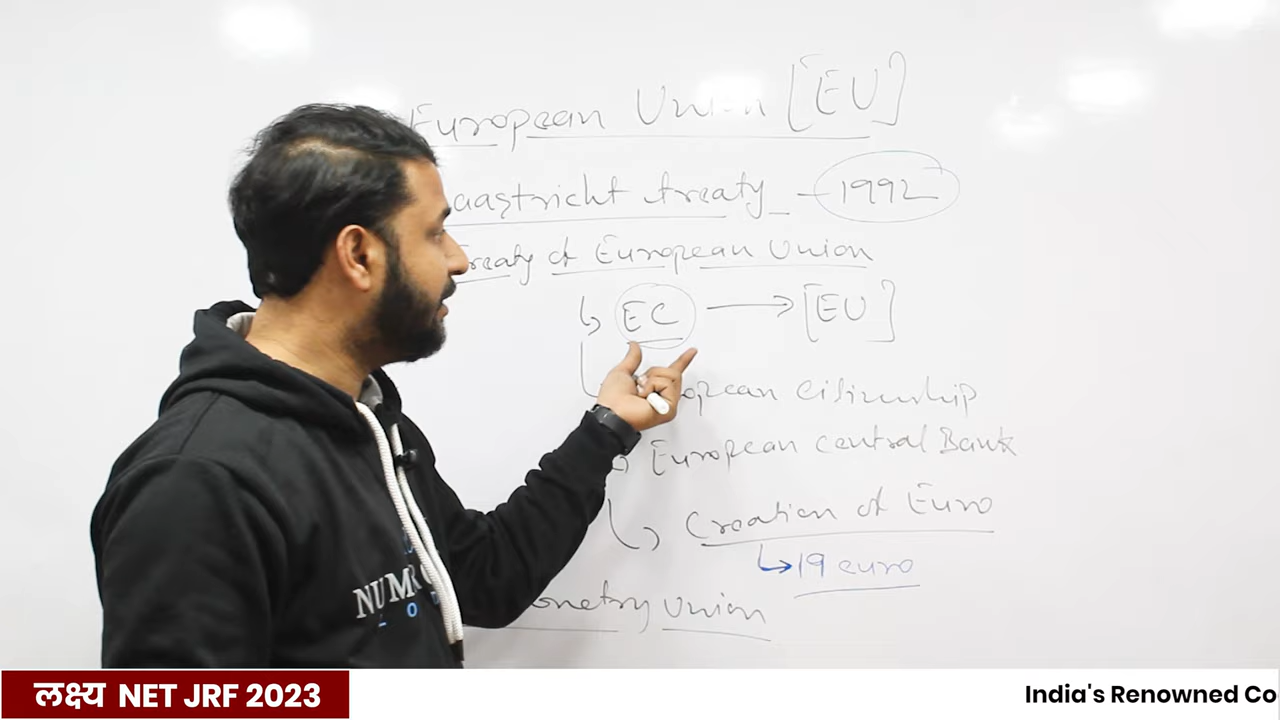 European Union [EU]
aastricht treaty - 1992
reaty of European Union
EC → [EU]
opean citizenship
European central Bank
Creation of Euro
19 euro
onetry union
NUM
लक्ष्य NET JRF 2023
India's Renowned Co